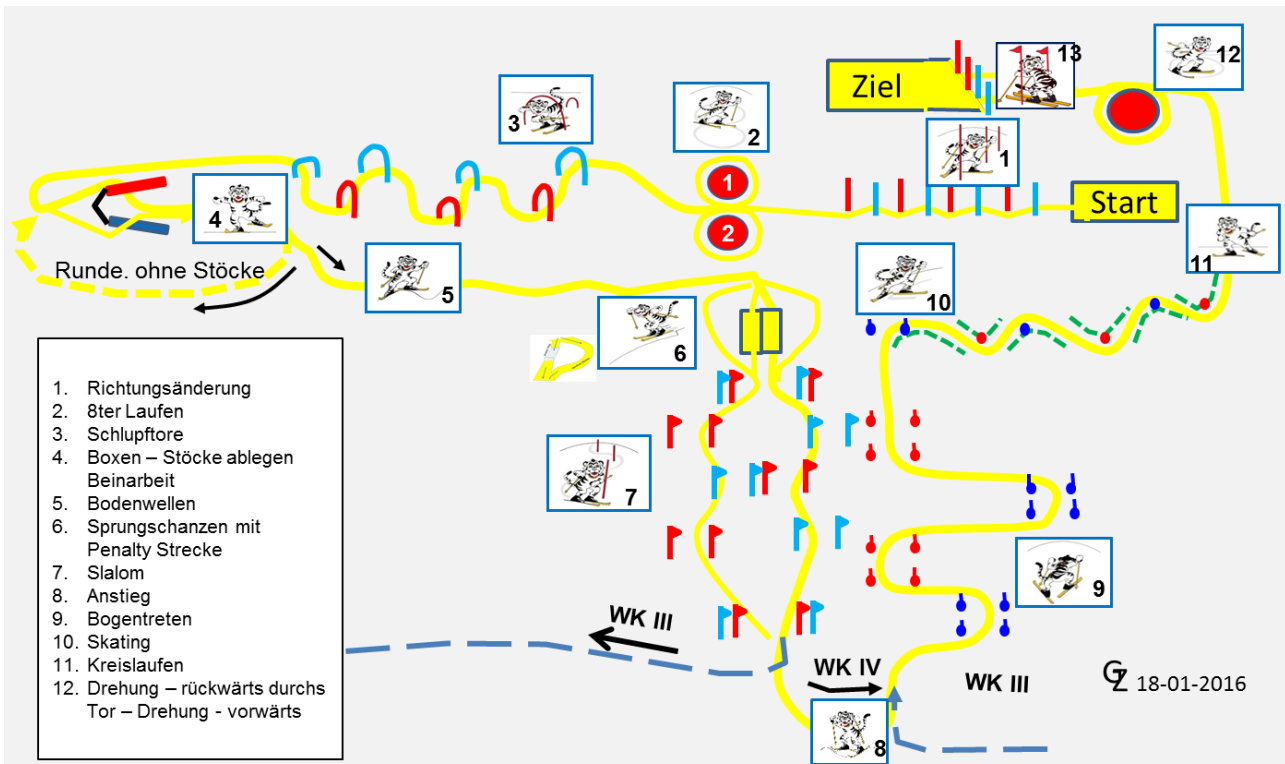 Ziel
13
12
3
2
1
1
2
Start
4
11
Runde. ohne Stöcke
5
10
6
1. Richtungsänderung
2. 8ter Laufen
3. Schlupftore
4. Boxen – Stöcke ablegen
Beinarbeit
5. Bodenwellen
6. Sprungschanzen mit
Penalty Strecke
7. Slalom
8. Anstieg
9. Bogentreten
10. Skating
11. Kreislaufen
12. Drehung – rückwärts durchs
Tor – Drehung - vorwärts
7
9
WK III
WK IV
WK III
GZ 18-01-2016
8